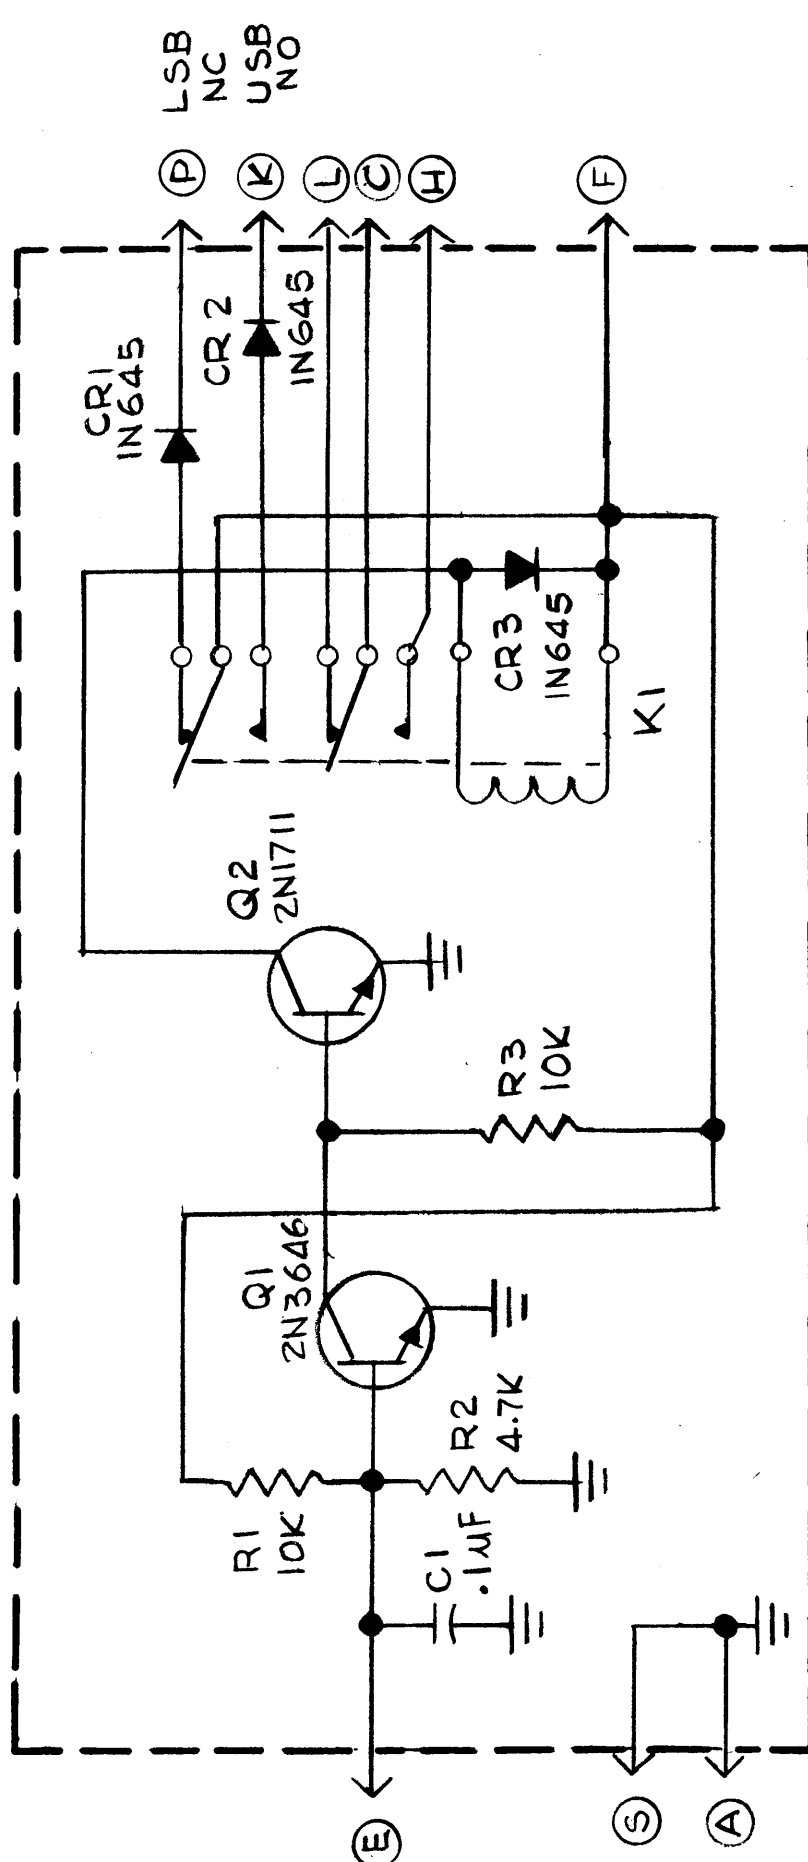 LSB
NC
USB
NO
P
K
L
C
H
F
CR1
1N645
CR2
1N645
CR3
1N645
K1
Q2
2N1711
R3
10K
Q1
2N3646
R1
10K
R2
4.7K
C1
.1µF
E
S
A